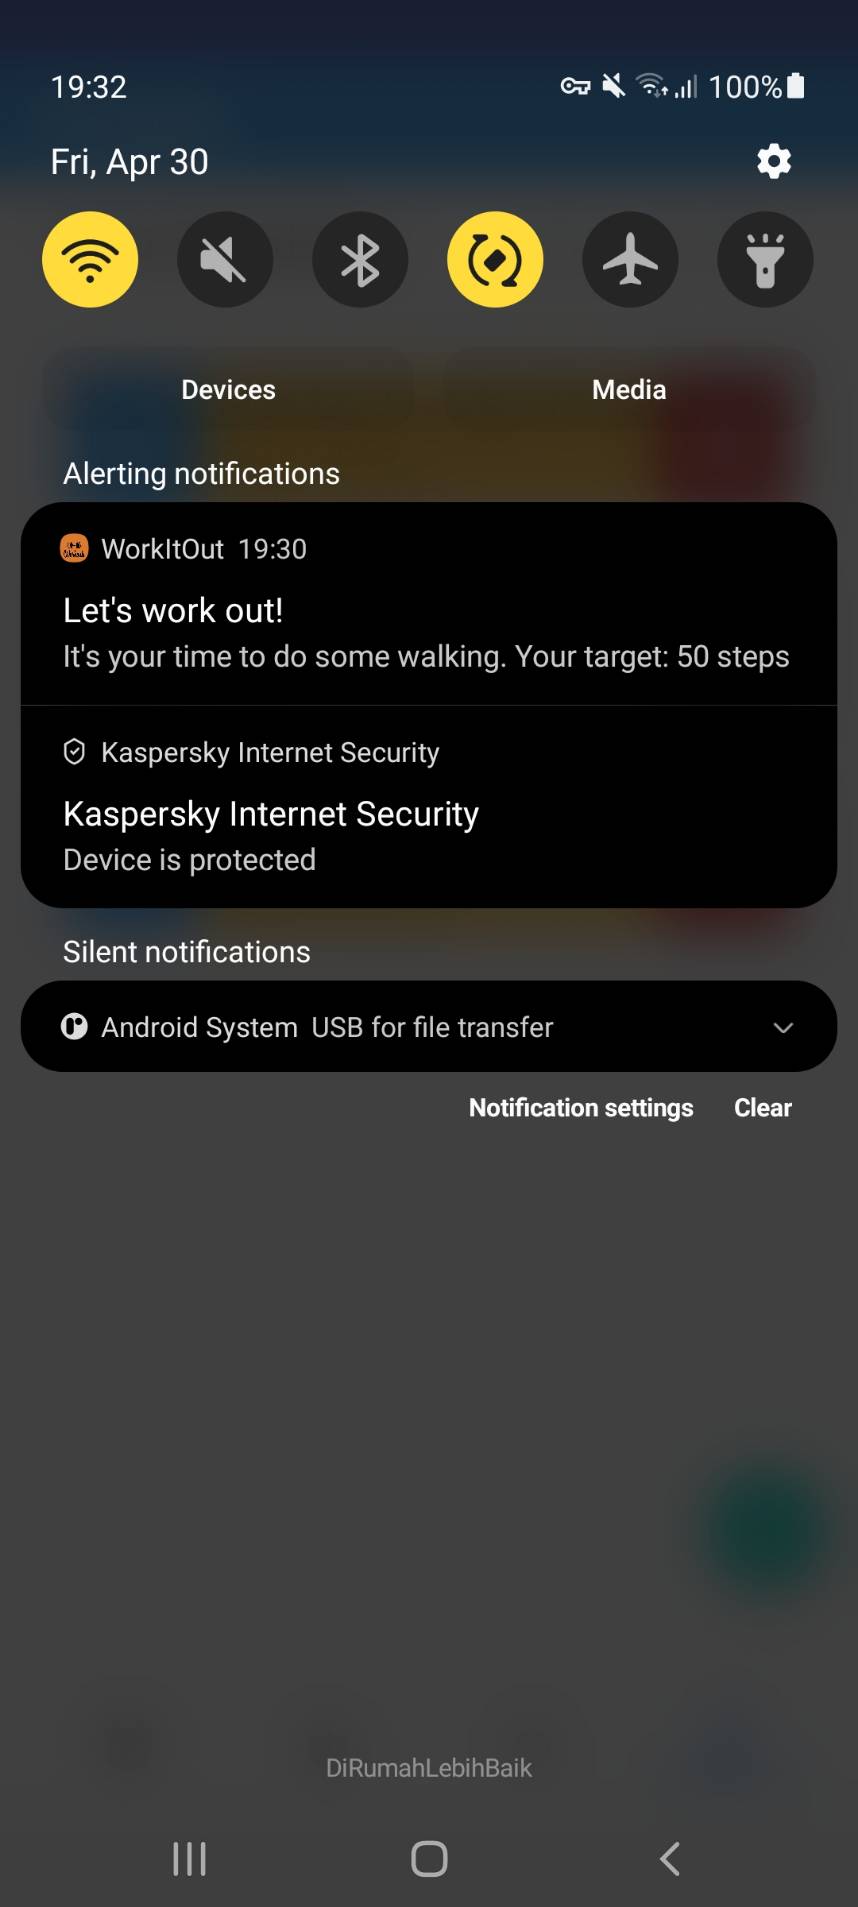 19:32 100%
Fri, Apr 30
Devices Media
Alerting notifications
WorkItOut 19:30
Let's work out!
It's your time to do some walking. Your target: 50 steps
Kaspersky Internet Security
Kaspersky Internet Security
Device is protected
Silent notifications
Android System USB for file transfer
Notification settings Clear
DiRumahLebihBaik